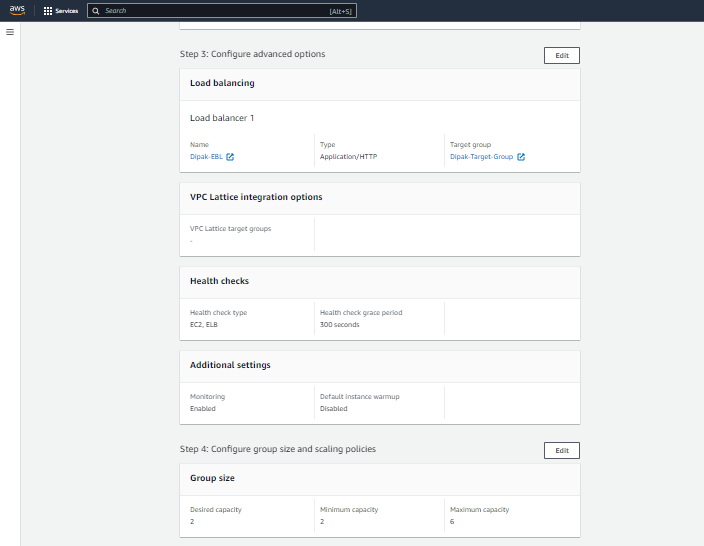 aws
Services
Search
[Alt+S]
Step 3: Configure advanced options
Edit
Load balancing
Load balancer 1
Name
Type
Target group
Dipak-EBL
Application/HTTP
Dipak-Target-Group
VPC Lattice integration options
VPC Lattice target groups
-
Health checks
Health check type
Health check grace period
EC2, ELB
300 seconds
Additional settings
Monitoring
Default instance warmup
Enabled
Disabled
Step 4: Configure group size and scaling policies
Edit
Group size
Desired capacity
Minimum capacity
Maximum capacity
2
2
6